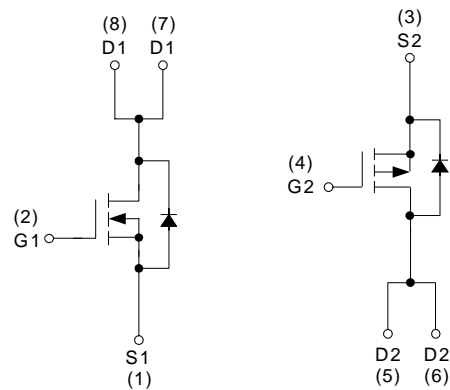 (8) (7)
D1 D1
(2)
G1
S1
(1)
(3)
S2
(4)
G2
D2 D2
(5) (6)